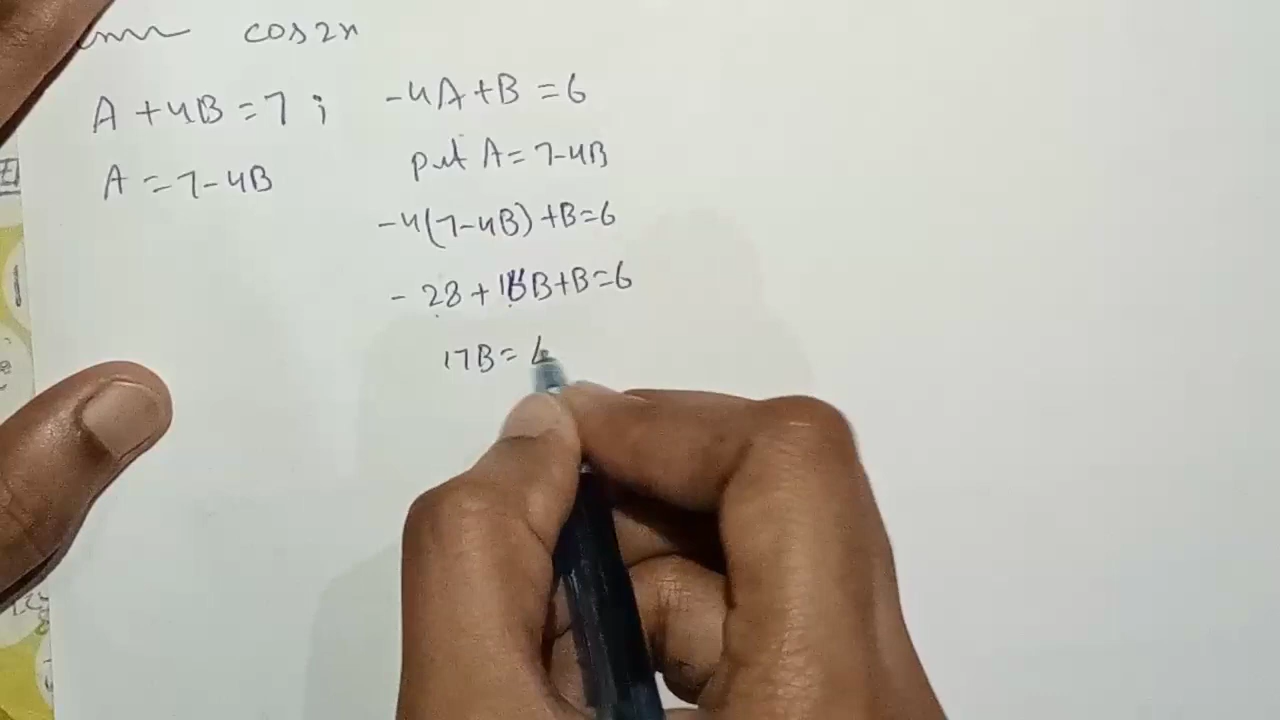 cos2x
A + 4B = 7 ; -4A + B = 6
A = 7 - 4B put A = 7 - 4B
-4(7 - 4B) + B = 6
- 28 + 16B + B = 6
17B = 6